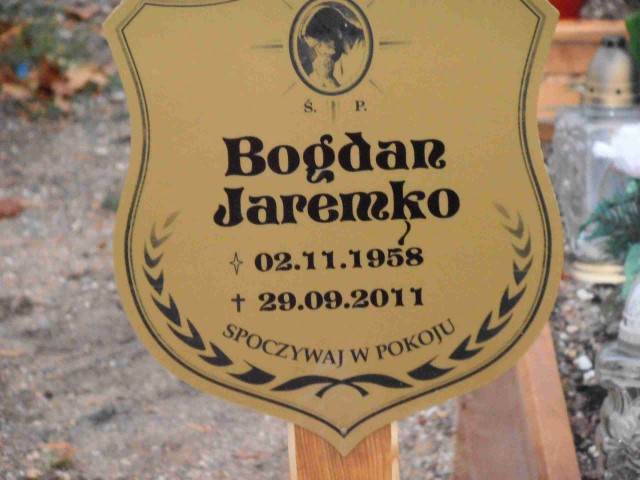 Ś. P.
Bogdan
Jaremko
02.11.1958
29.09.2011
SPOCZYWAJ W POKOJU